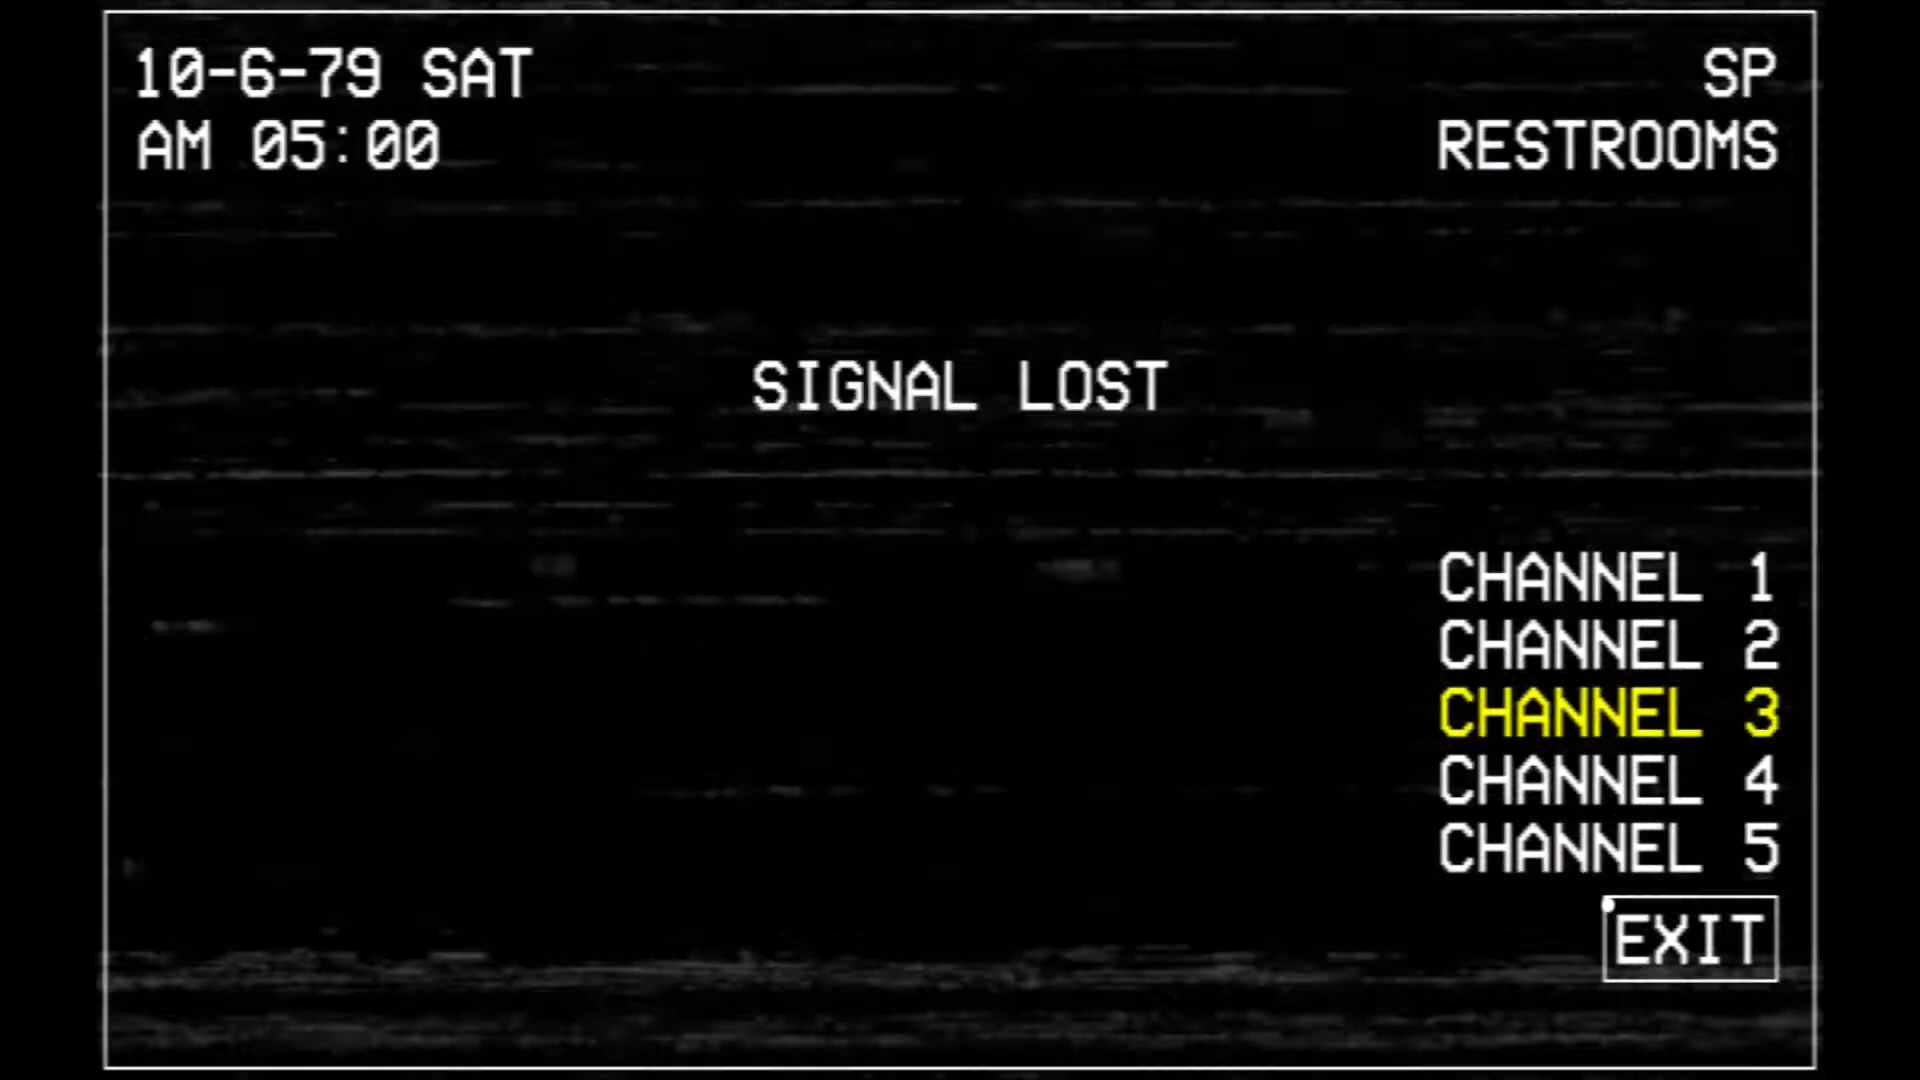 10-6-79 SAT
AM 05:00
SP
RESTROOMS
SIGNAL LOST
CHANNEL 1
CHANNEL 2
CHANNEL 3
CHANNEL 4
CHANNEL 5
EXIT